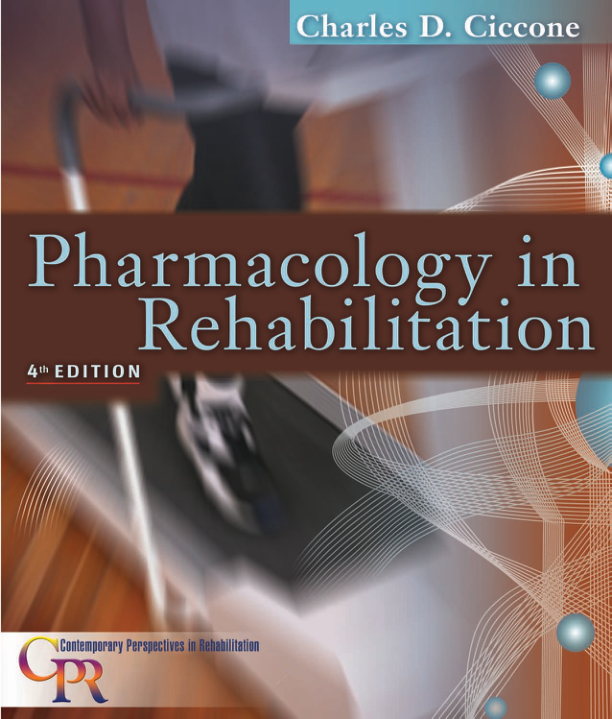 Charles D. Ciccone
Pharmacology in
Rehabilitation
4th EDITION
Contemporary Perspectives in Rehabilitation
CPR